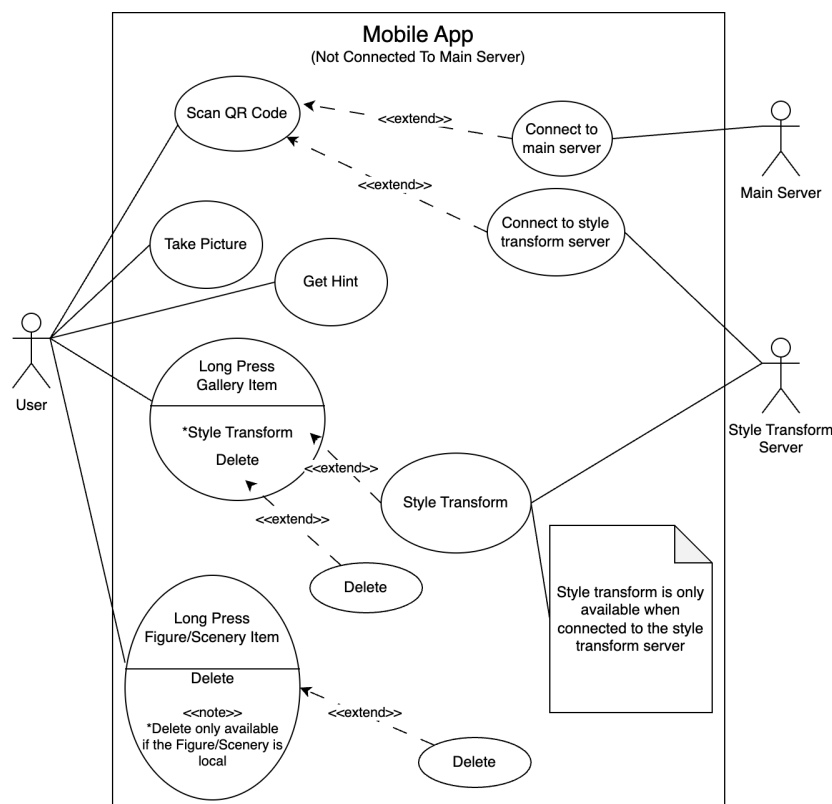 Mobile App
(Not Connected To Main Server)
Scan QR Code
<<extend>>
Connect to
main server
Main Server
<<extend>>
Connect to style
transform server
Take Picture
Get Hint
User
Long Press
Gallery Item
*Style Transform
Delete
<<extend>>
Style Transform
Style Transform
Server
<<extend>>
Delete
Style transform is only
available when
connected to the style
transform server
Long Press
Figure/Scenery Item
Delete
<<note>>
*Delete only available
if the Figure/Scenery is
local
<<extend>>
Delete